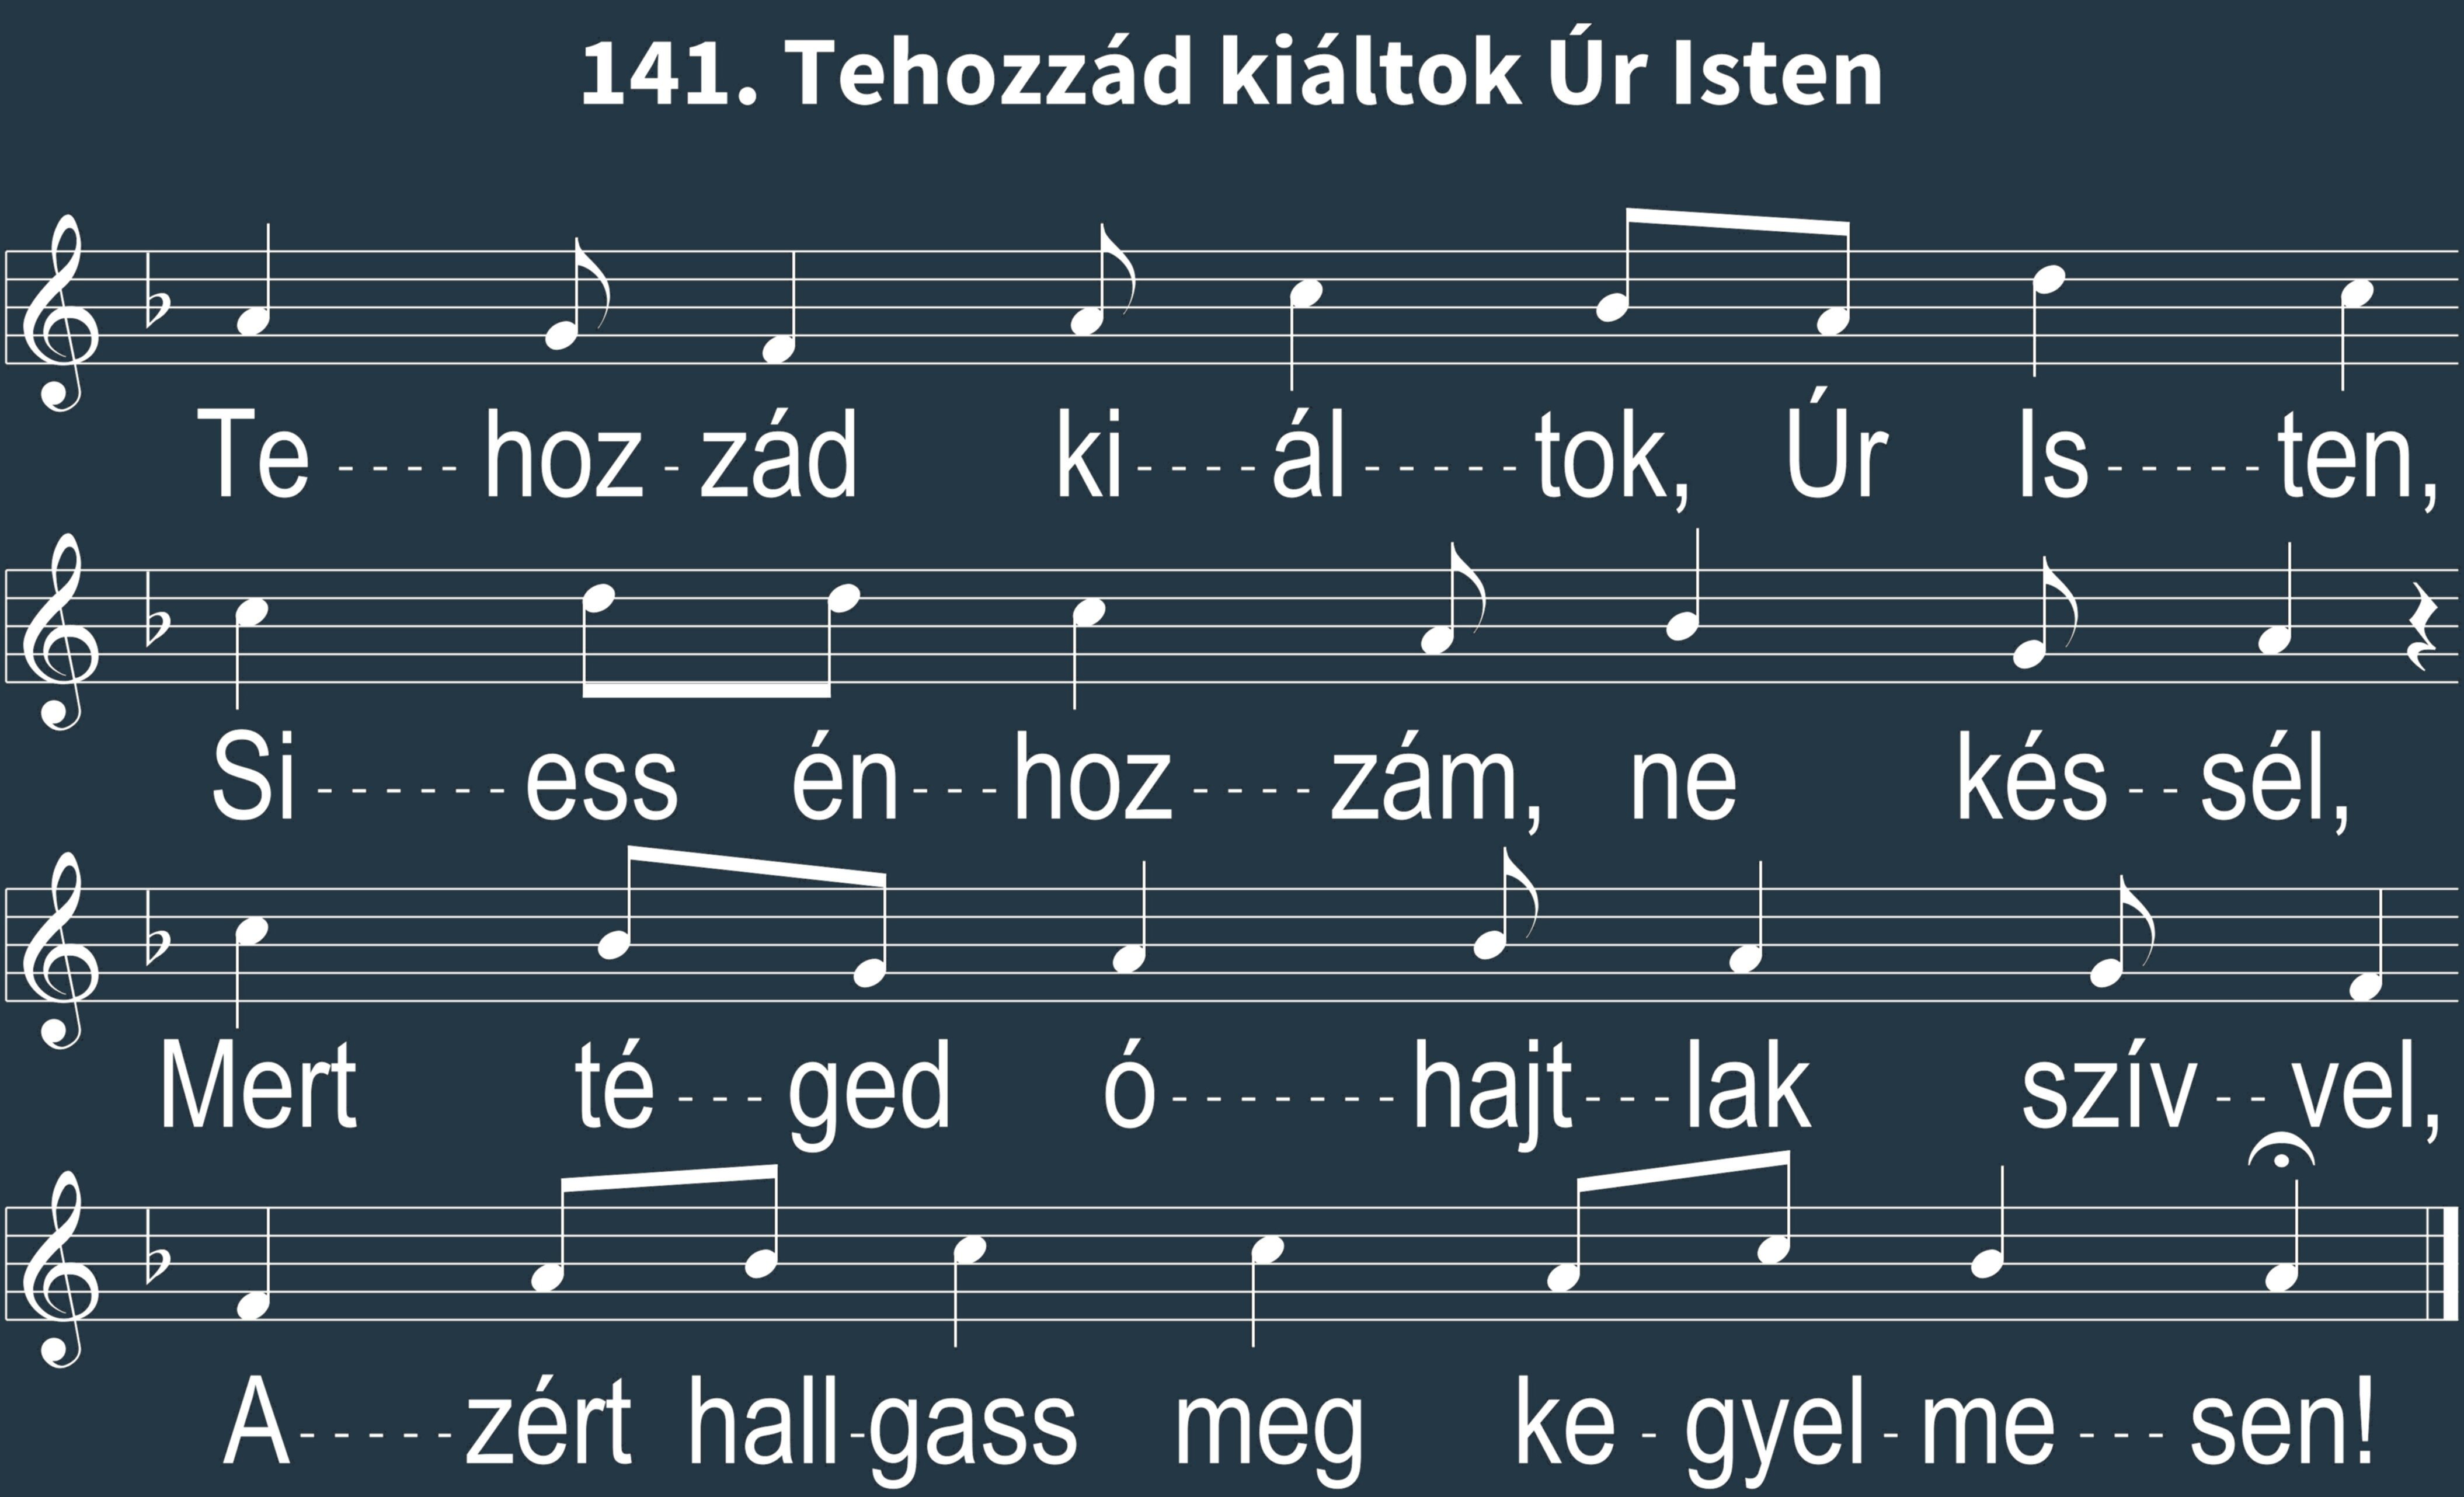 141. Tehozzád kiáltok Úr Isten
Te----hoz-zád ki----ál-----tok, Úr Is-----ten,
Si------ess én---hoz----zám, ne kés--sél,
Mert té---ged ó-------hajt---lak szív--vel,
A-----zért hall-gass meg ke-gyel-me---sen!